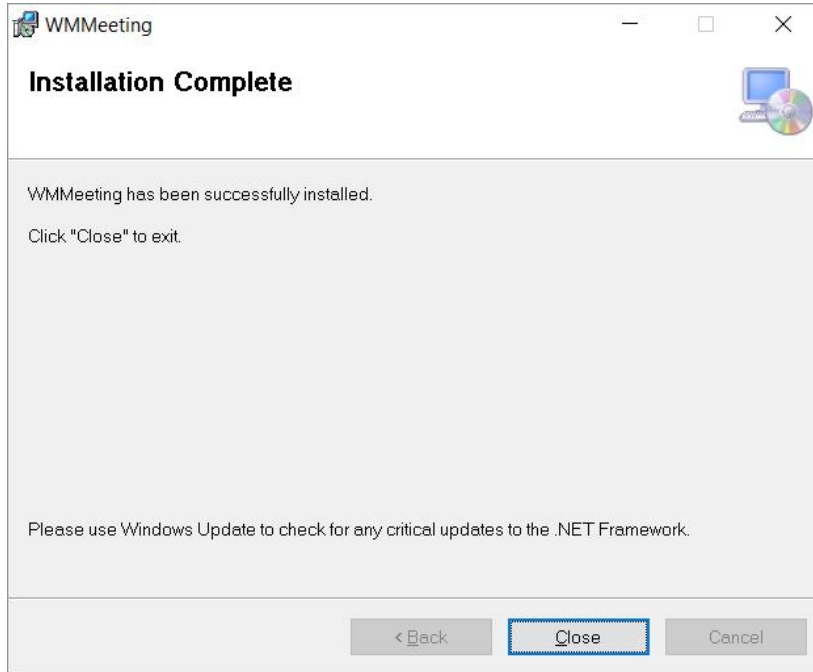 WMMeeting
Installation Complete
WMMeeting has been successfully installed.
Click "Close" to exit.
Please use Windows Update to check for any critical updates to the .NET Framework.
< Back
Close
Cancel